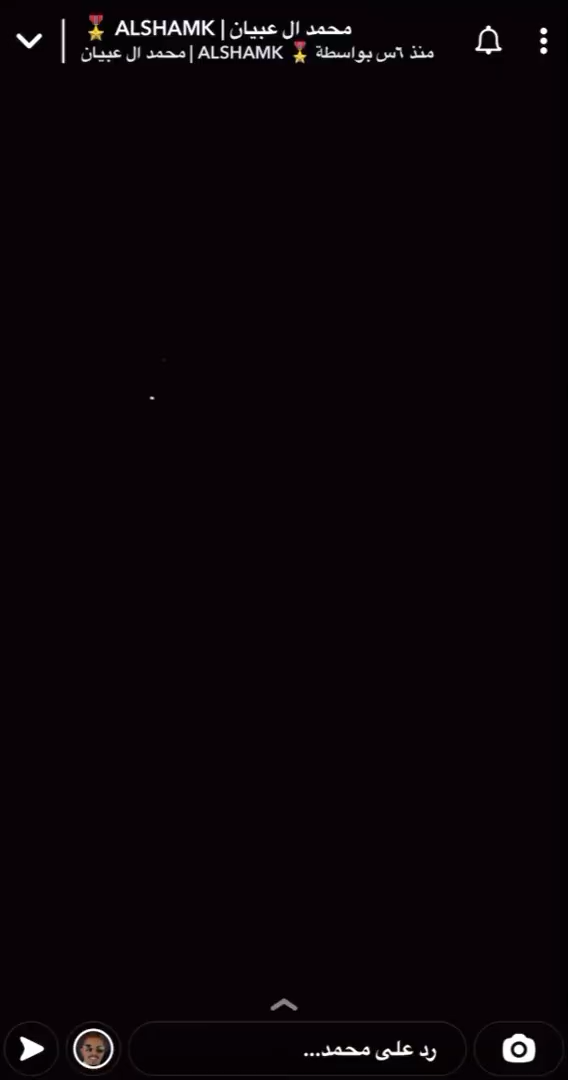 محمد ال عبيان | ALSHAMK 🎖️
منذ ٦س بواسطة 🎖️ ALSHAMK | محمد ال عبيان
رد على محمد...